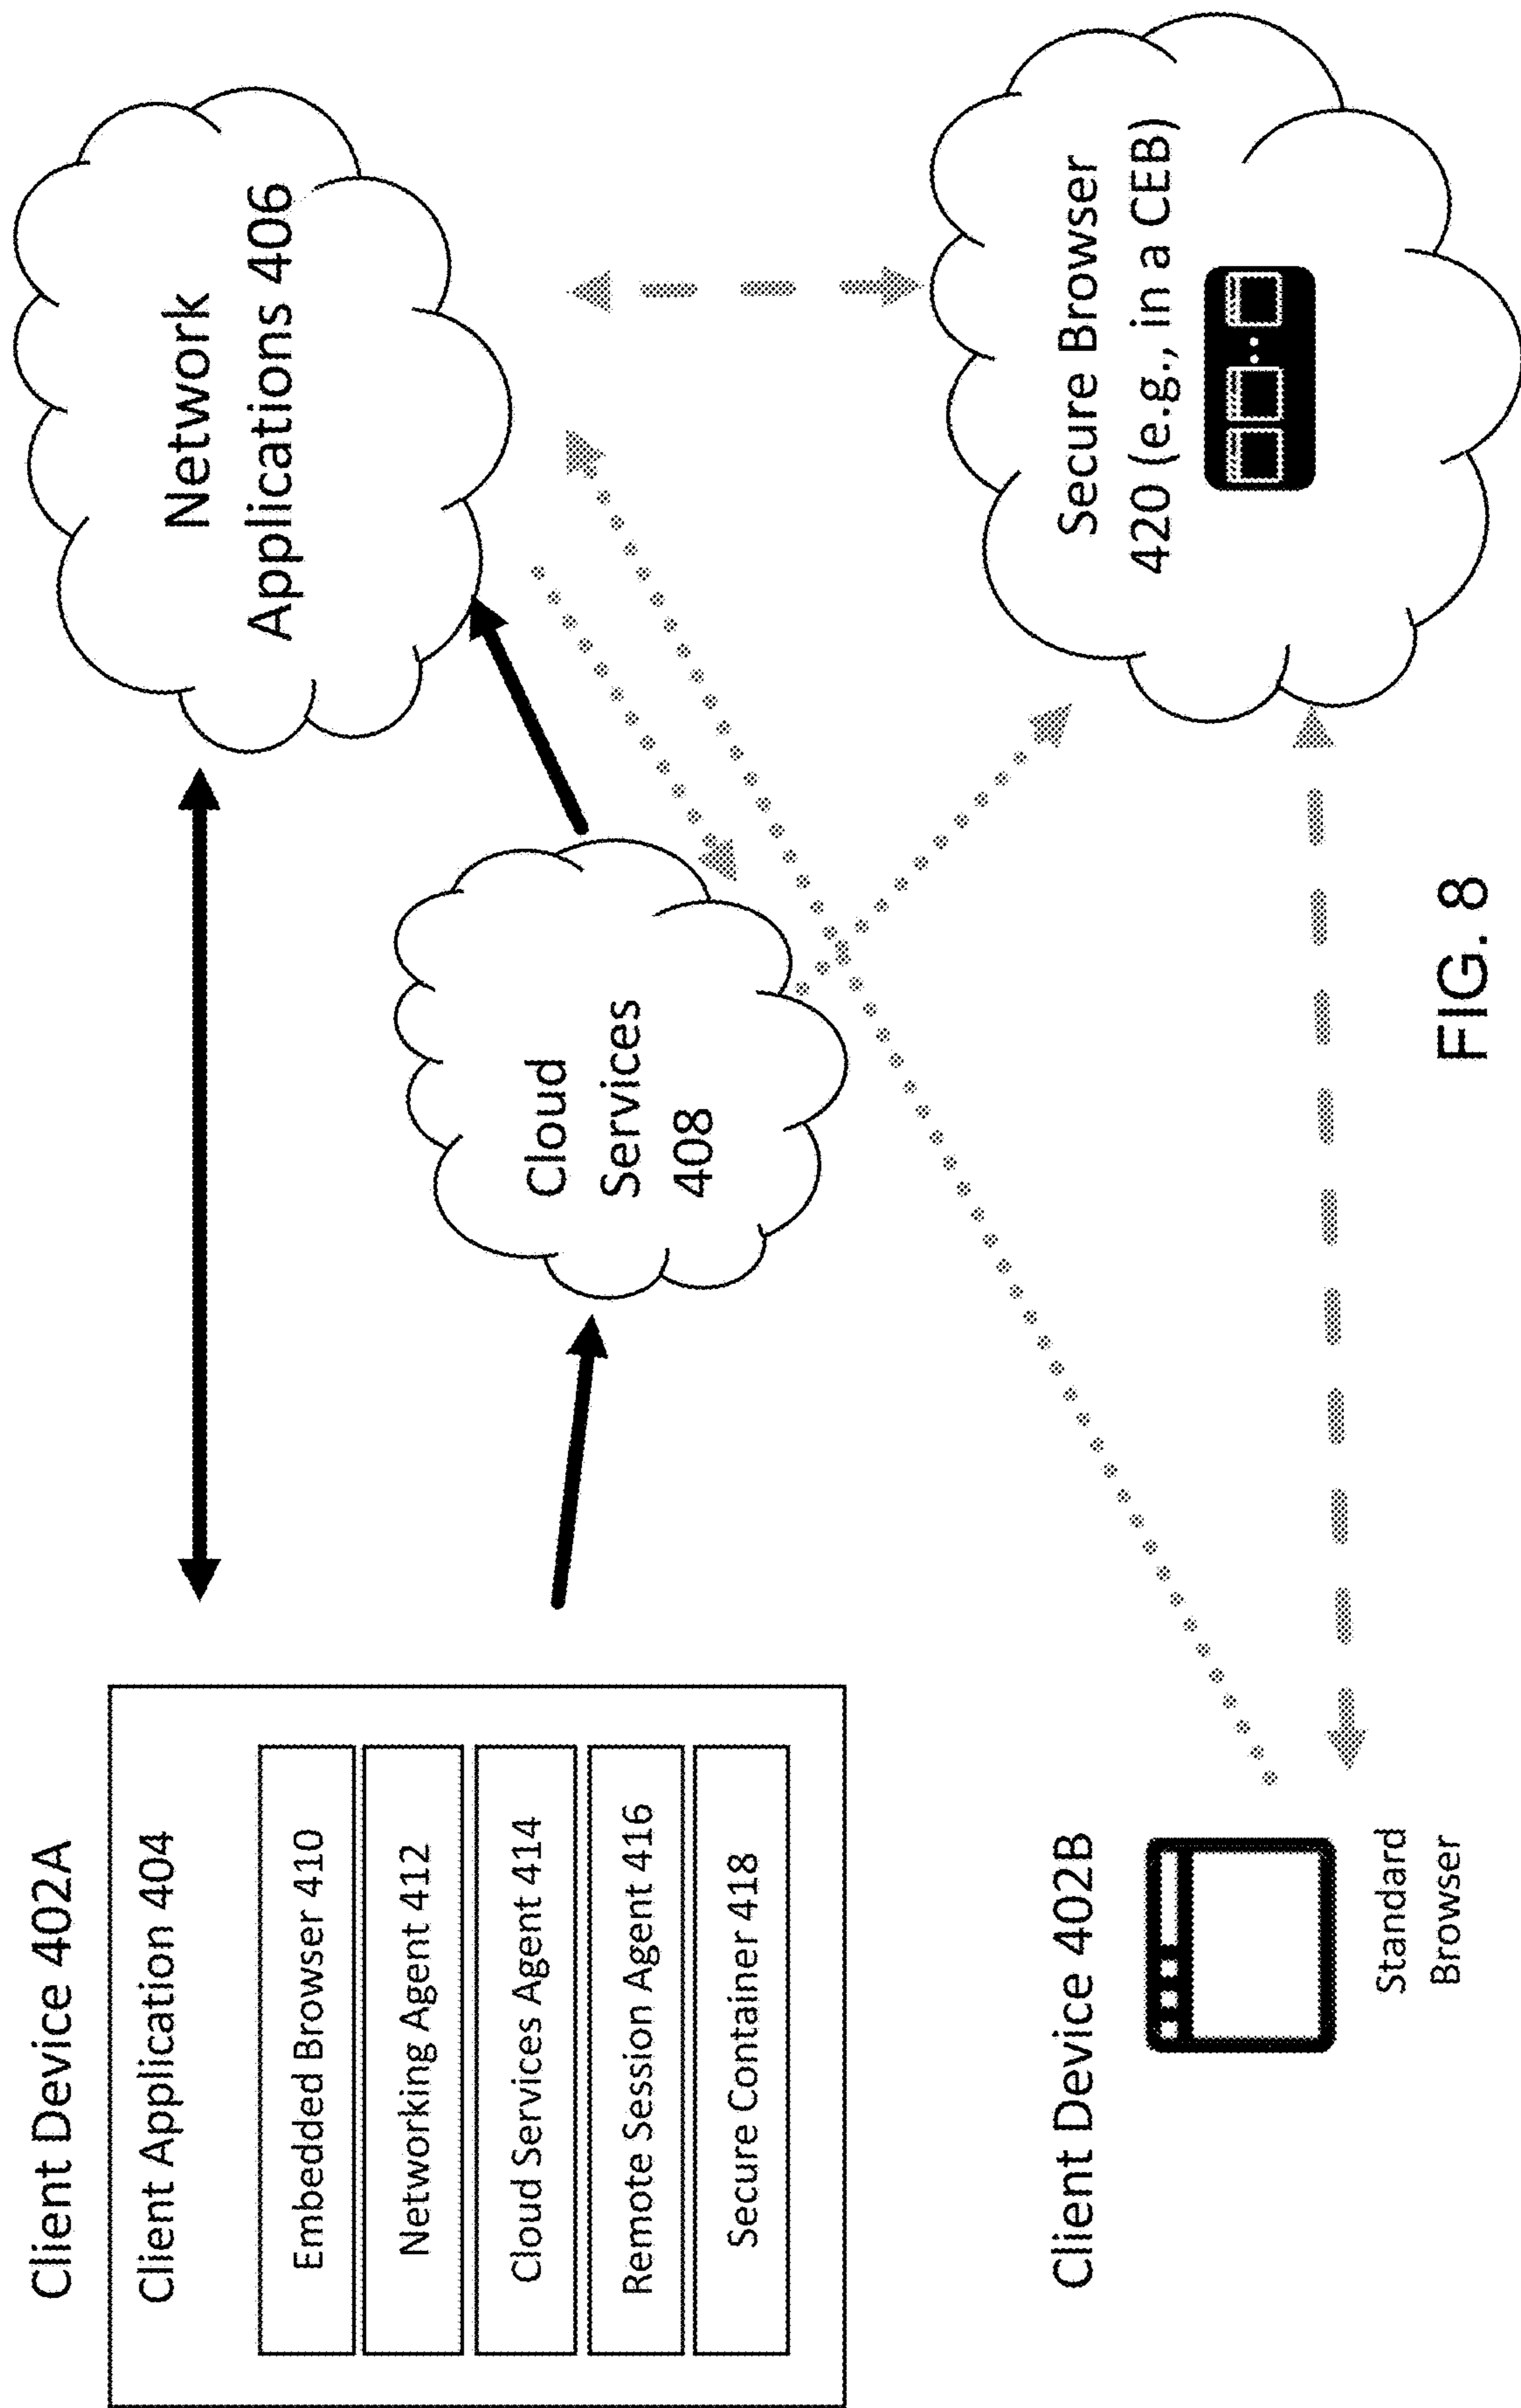 Client Device 402A
Client Application 404
Embedded Browser 410
Networking Agent 412
Cloud Services Agent 414
Remote Session Agent 416
Secure Container 418
Network
Applications 406
Cloud
Services
408
Client Device 402B
Standard
Browser
Secure Browser
420 (e.g., in a CEB)
FIG. 8